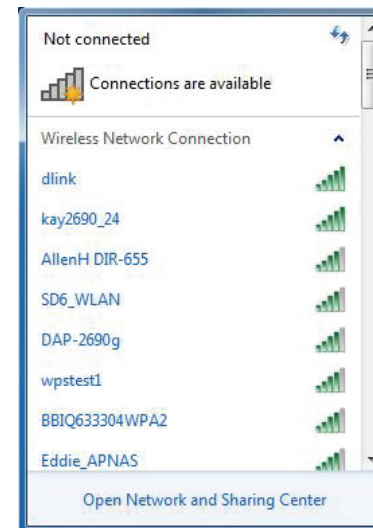 Not connected
Connections are available
Wireless Network Connection
dlink
kay2690_24
AllenH DIR-655
SD6_WLAN
DAP-2690g
wpstest1
BBIQ633304WPA2
Eddie_APNAS
Open Network and Sharing Center